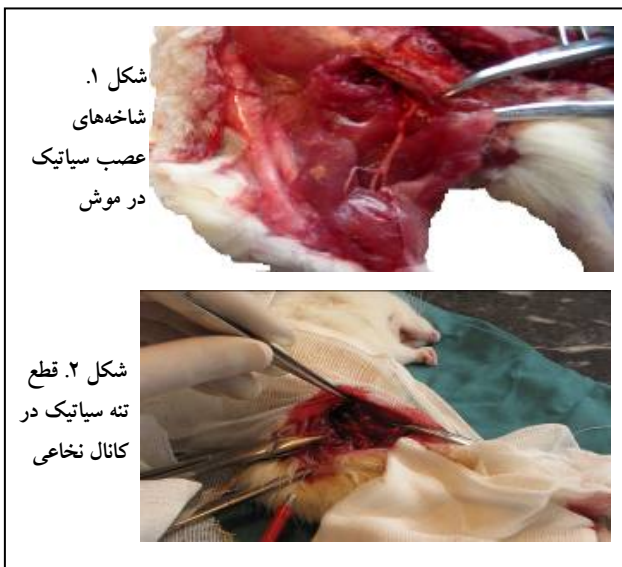 شکل ۱.
شاخه‌های
عصب سیاتیک
در موش
شکل ۲. قطع
تنه سیاتیک در
کانال نخاعی